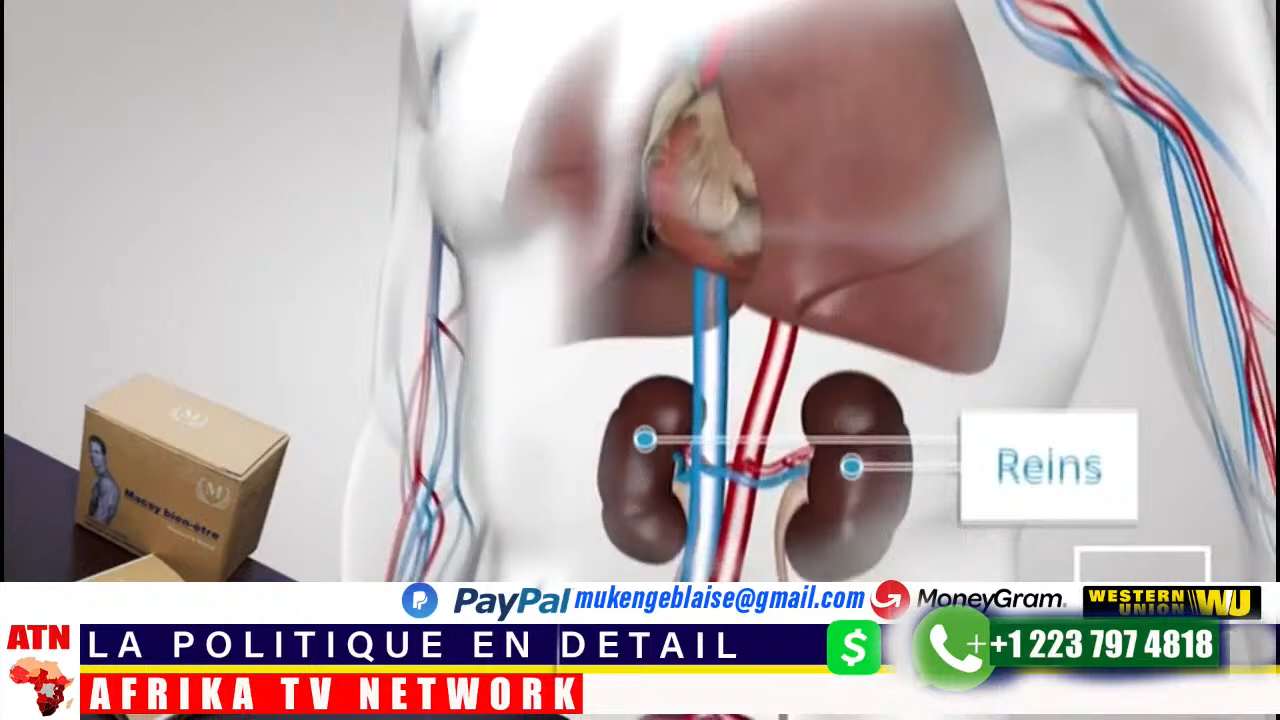 M
M
Macoy bien-être
Reins
PayPal mukengeblaise@gmail.com MoneyGram. WESTERN UNION WU
ATN LA POLITIQUE EN DETAIL $ +1 223 797 4818
AFRIKA TV NETWORK